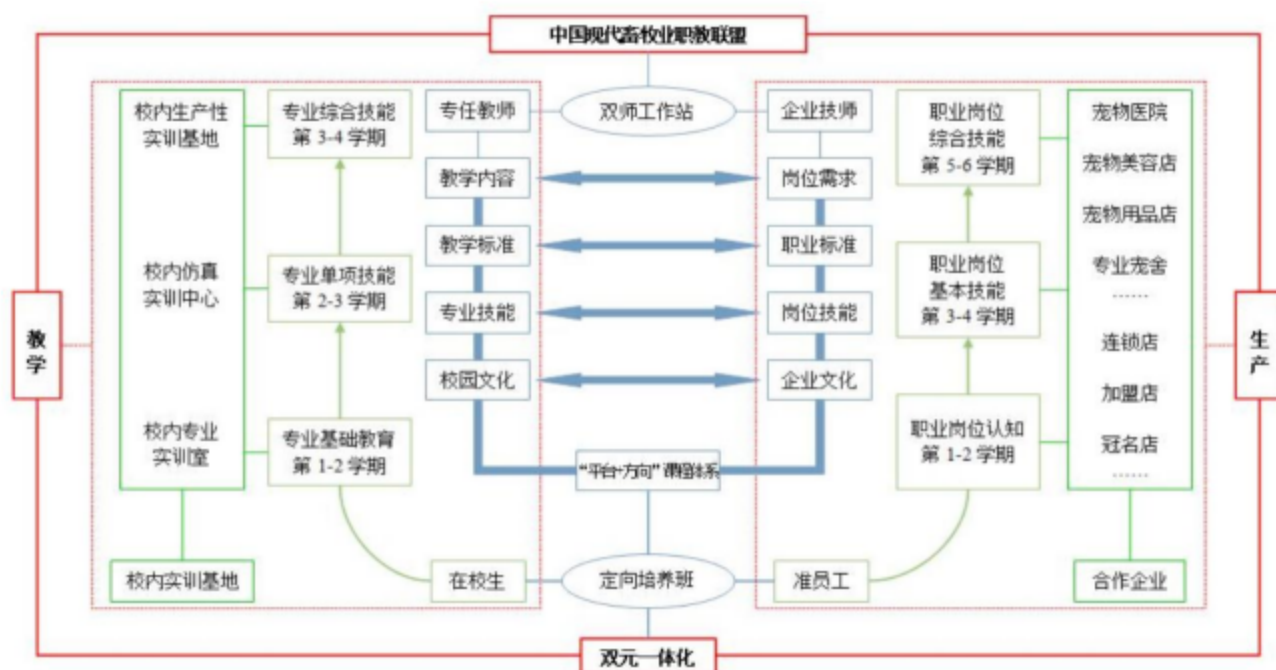 中国现代畜牧业职教联盟
教
学
校内生产性
实训基地
校内仿真
实训中心
校内专业
实训室
校内实训基地
专业综合技能
第 3-4 学期
专业单项技能
第 2-3 学期
专业基础教育
第 1-2 学期
在校生
专任教师
教学内容
教学标准
专业技能
校园文化
双师工作站
"平台+方向"课程体系
定向培养班
双元一体化
企业技师
岗位需求
职业标准
岗位技能
企业文化
准员工
职业岗位
综合技能
第 5-6 学期
职业岗位
基本技能
第 3-4 学期
职业岗位认知
第 1-2 学期
宠物医院
宠物美容店
宠物用品店
专业宠舍
……
连锁店
加盟店
冠名店
……
合作企业
生
产